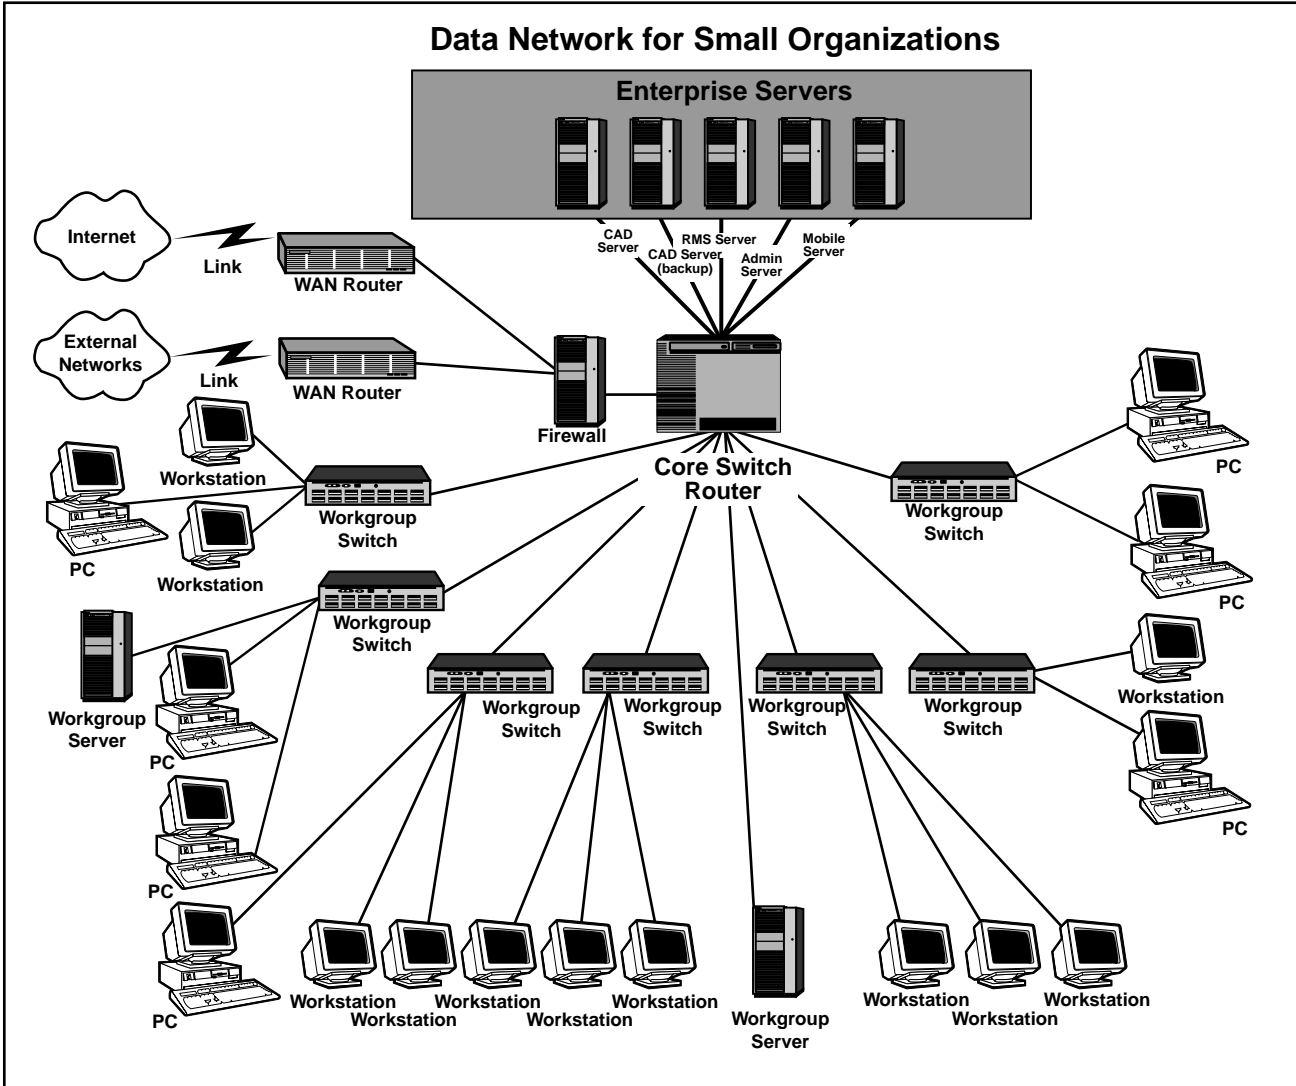 Data Network for Small Organizations
Enterprise Servers
CAD
Server
RMS Server
CAD Server
(backup)
Admin
Server
Mobile
Server
Internet
Link
WAN Router
External
Networks
Link
WAN Router
Firewall
Core Switch
Router
Workstation
PC
Workstation
Workgroup
Switch
Workgroup
Switch
PC
PC
Workgroup
Switch
Workgroup
Server
PC
PC
PC
Workgroup
Switch
Workgroup
Switch
Workgroup
Switch
Workgroup
Switch
Workstation
PC
Workstation
Workstation
Workstation
Workstation
Workstation
Workgroup
Server
Workstation
Workstation
Workstation